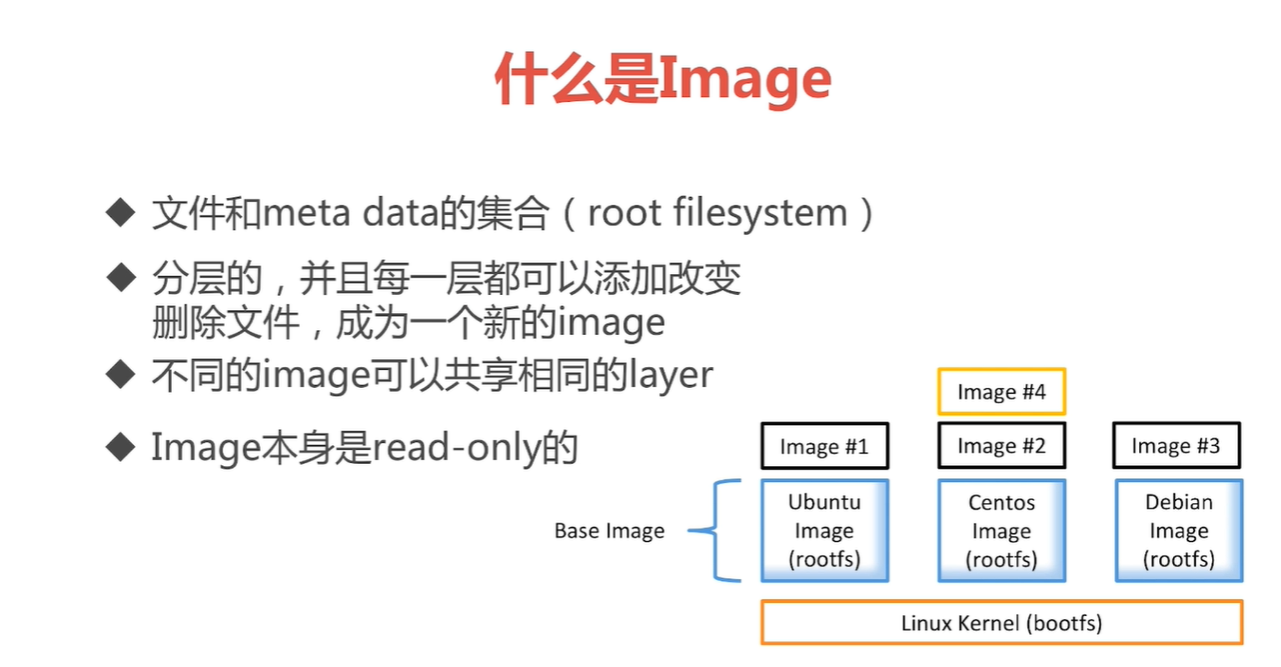 什么是Image
◆ 文件和meta data的集合（root filesystem）
◆ 分层的，并且每一层都可以添加改变
删除文件，成为一个新的image
◆ 不同的image可以共享相同的layer
◆ Image本身是read-only的
Image #4
Image #1
Image #2
Image #3
Base Image
Ubuntu
Image
(rootfs)
Centos
Image
(rootfs)
Debian
Image
(rootfs)
Linux Kernel (bootfs)